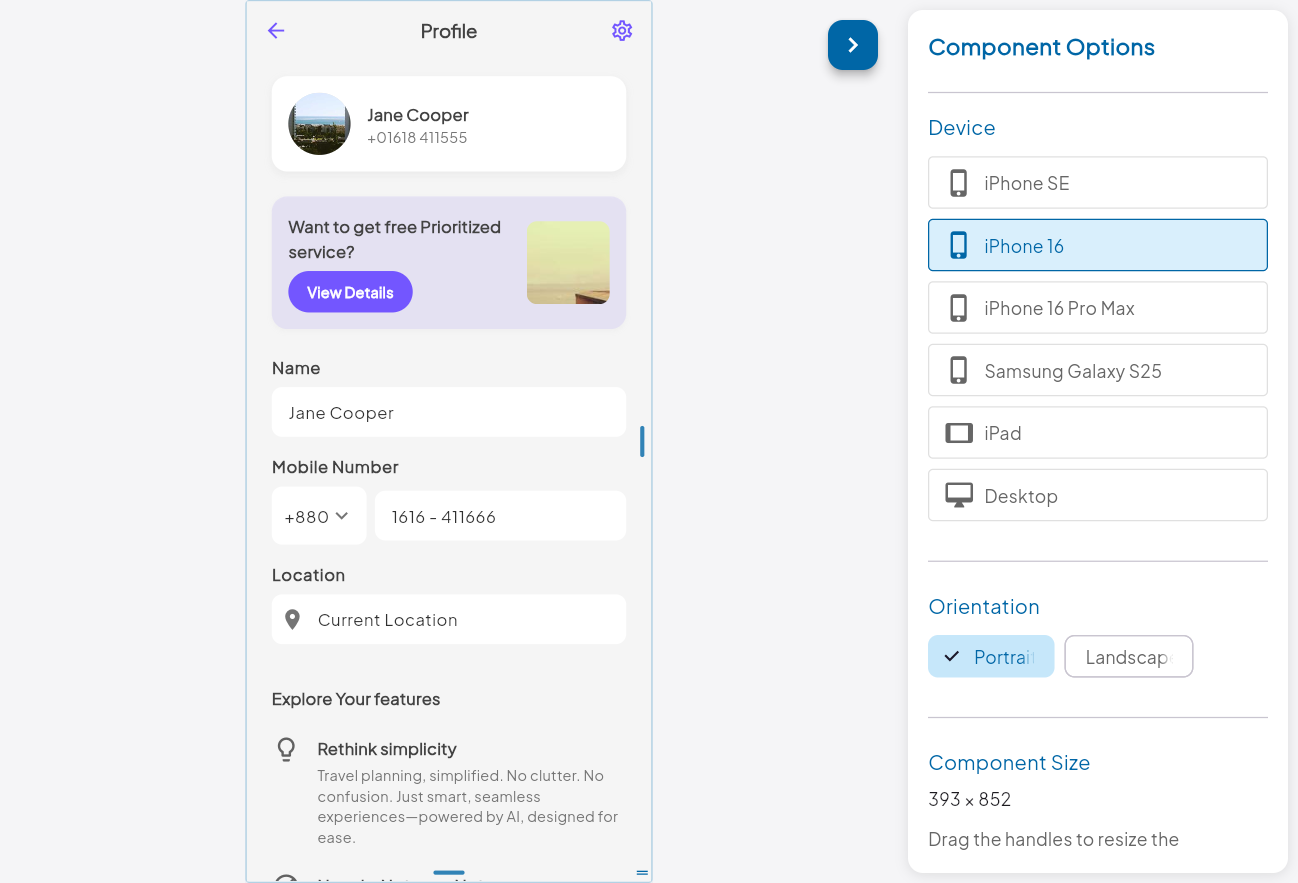 Profile
Jane Cooper
+01618 411555
Want to get free Prioritized
service?
View Details
Name
Jane Cooper
Mobile Number
+880
1616 - 411666
Location
Current Location
Explore Your features
Rethink simplicity
Travel planning, simplified. No clutter. No
confusion. Just smart, seamless
experiences—powered by AI, designed for
ease.
Component Options
Device
iPhone SE
iPhone 16
iPhone 16 Pro Max
Samsung Galaxy S25
iPad
Desktop
Orientation
Portrait
Landscap
Component Size
393 × 852
Drag the handles to resize the